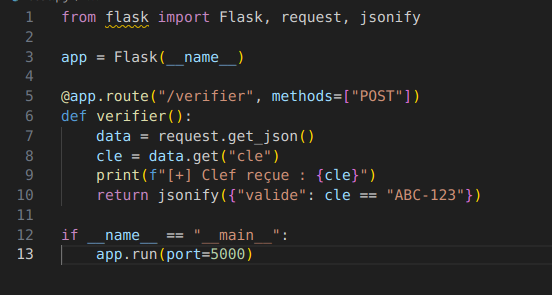 1 from flask import Flask, request, jsonify
2
3 app = Flask(__name__)
4
5 @app.route("/verifier", methods=["POST"])
6 def verifier():
7     data = request.get_json()
8     cle = data.get("cle")
9     print(f"[+] Clef reçue : {cle}")
10     return jsonify({"valide": cle == "ABC-123"})
11
12 if __name__ == "__main__":
13     app.run(port=5000)